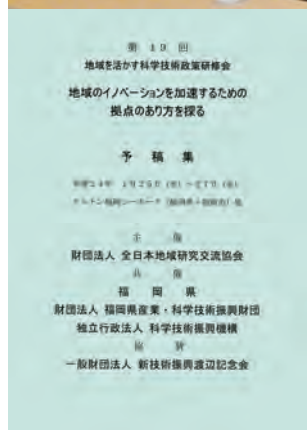 第 19 回
地域を活かす科学技術政策研修会
地域のイノベーションを加速するための
拠点のあり方を探る
予 稿 集
主 催
財団法人 全日本地域研究交流協会
共 催
福 岡 県
財団法人 福岡県産業・科学技術振興財団
独立行政法人 科学技術振興機構
協 賛
一般財団法人 新技術振興渡辺記念会